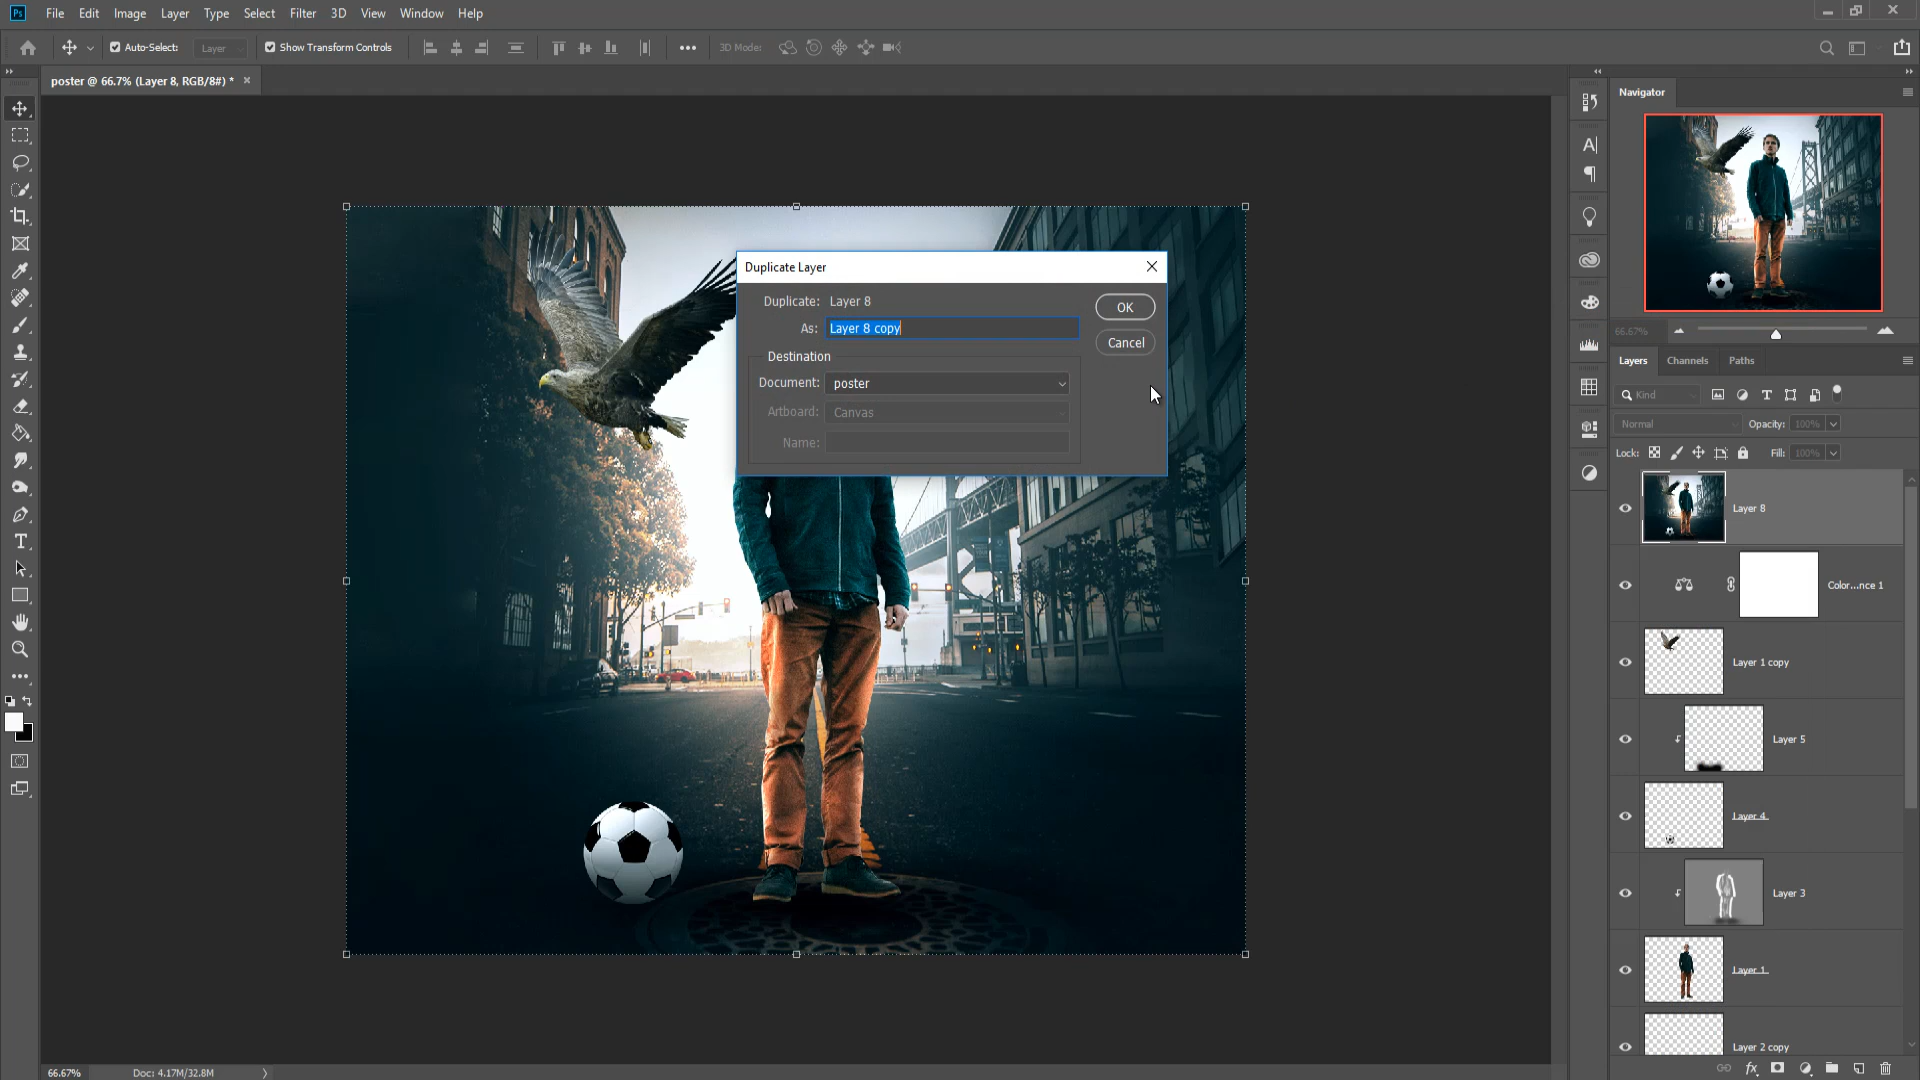 Ps File Edit Image Layer Type Select Filter 3D View Window Help
Auto-Select: Layer Show Transform Controls 3D Mode:
poster @ 66.7% (Layer 8, RGB/8#) *
Navigator
Duplicate Layer
Duplicate: Layer 8
As: Layer 8 copy
OK
Cancel
Destination
Document: poster
Artboard: Canvas
Name:
66.67%
Layers Channels Paths
Kind
Normal Opacity: 100%
Lock: Fill: 100%
Layer 8
Color...nce 1
Layer 1 copy
Layer 5
Layer 4
Layer 3
Layer 1
Layer 2 copy
66.67% Doc: 4.17M/32.8M